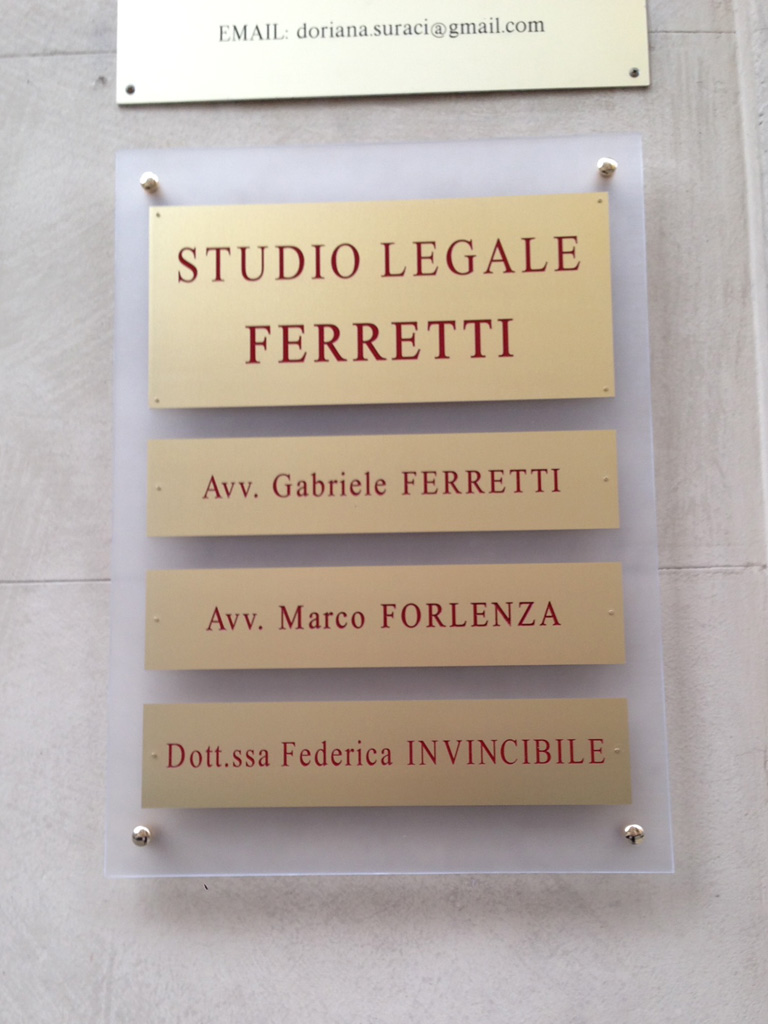 EMAIL: doriana.suraci@gmail.com
STUDIO LEGALE
FERRETTI
Avv. Gabriele FERRETTI
Avv. Marco FORLENZA
Dott.ssa Federica INVINCIBILE